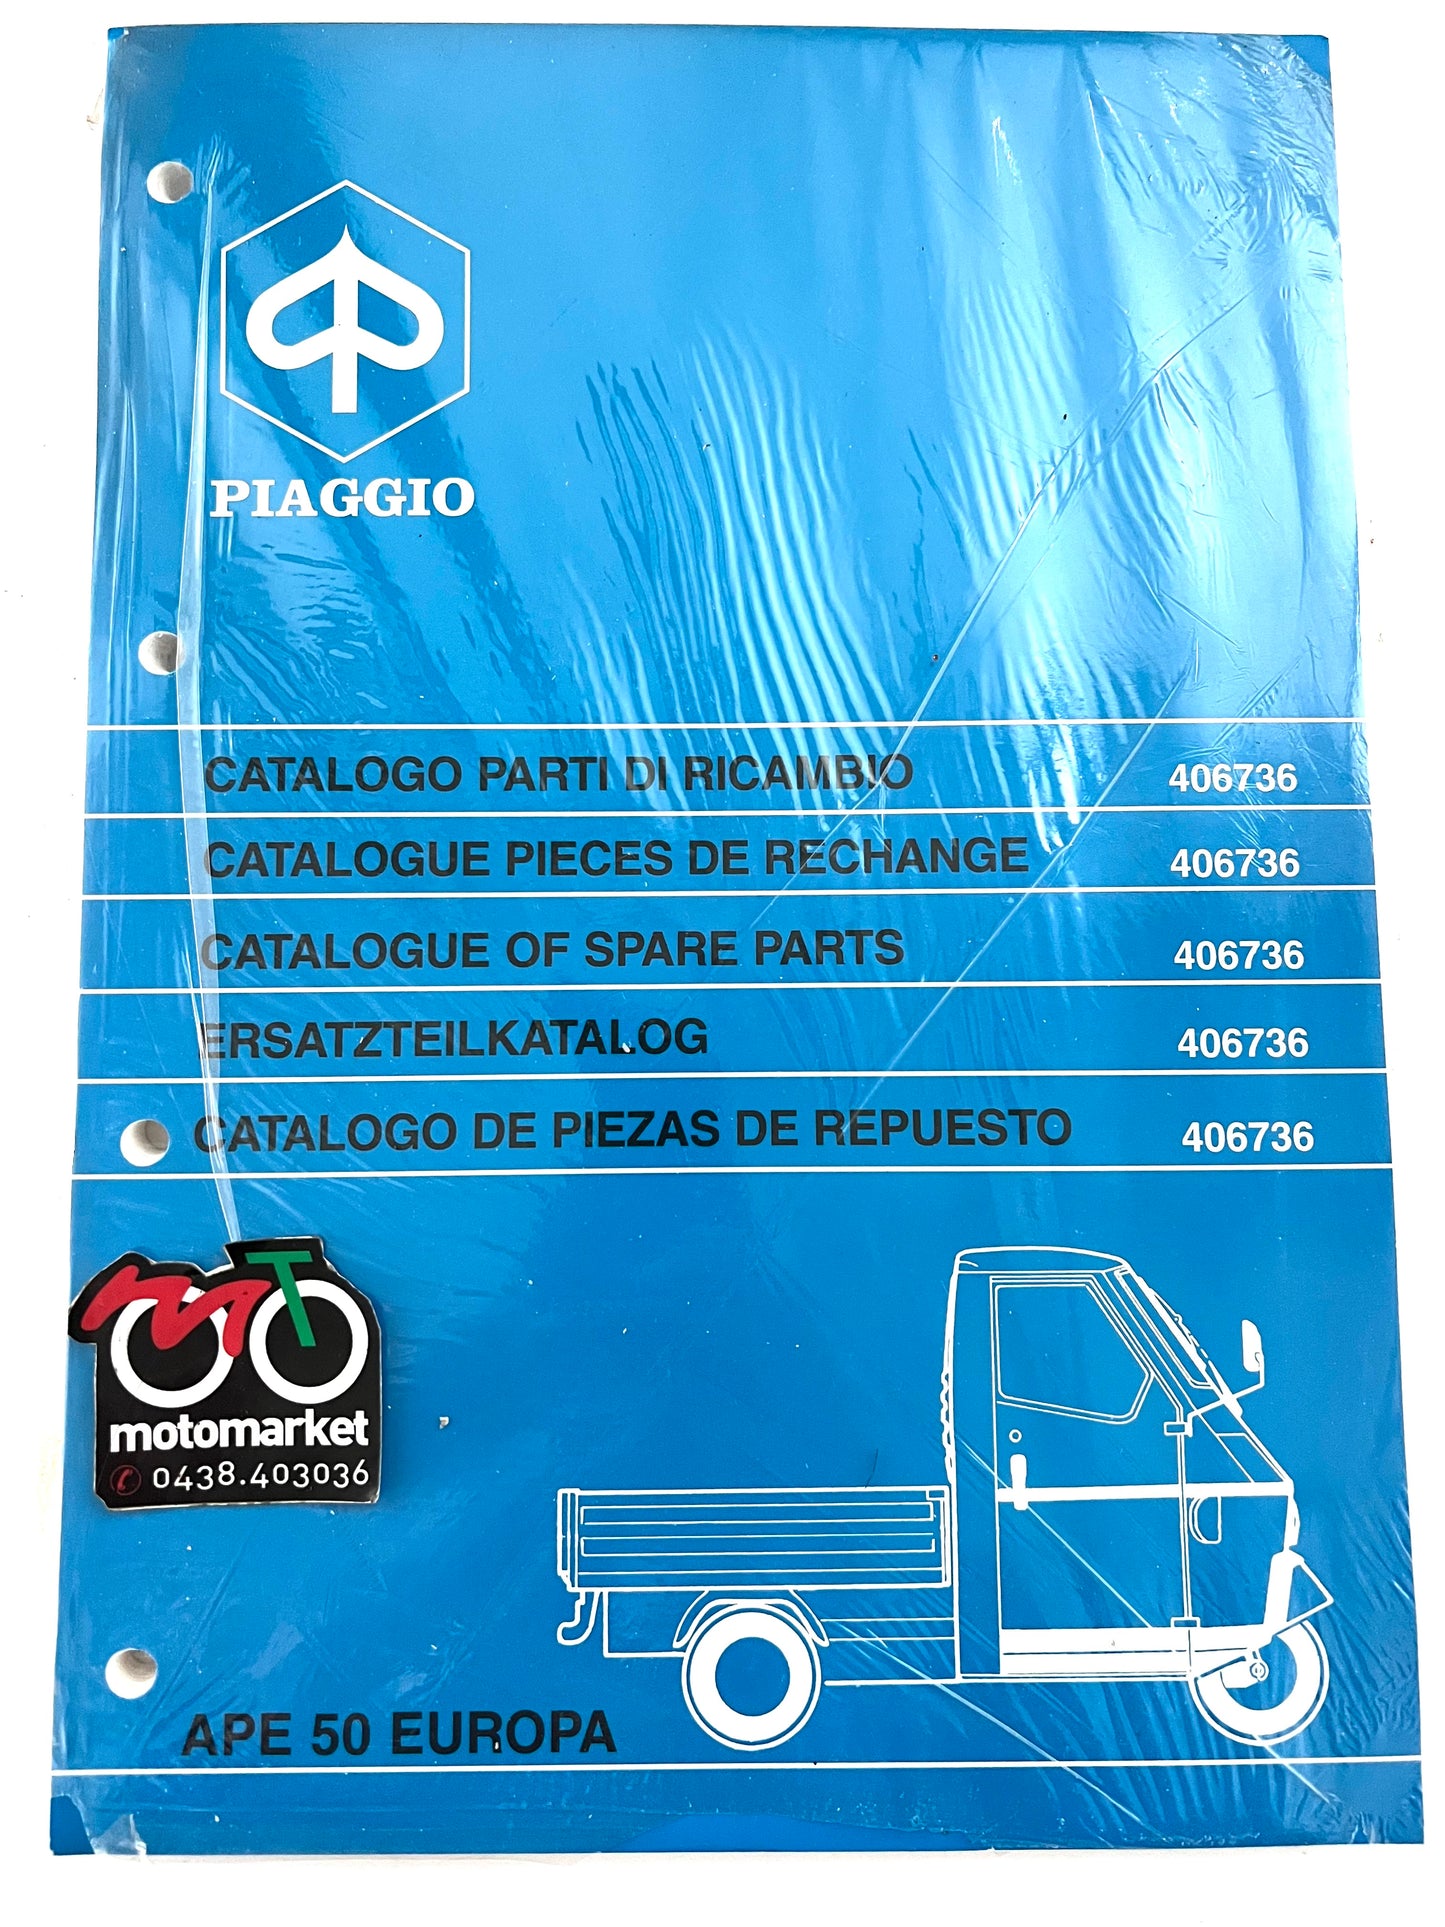 PIAGGIO
CATALOGO PARTI DI RICAMBIO 406736
CATALOGUE PIECES DE RECHANGE 406736
CATALOGUE OF SPARE PARTS 406736
ERSATZTEILKATALOG 406736
CATALOGO DE PIEZAS DE REPUESTO 406736
mT
motomarket
0438.403036
APE 50 EUROPA